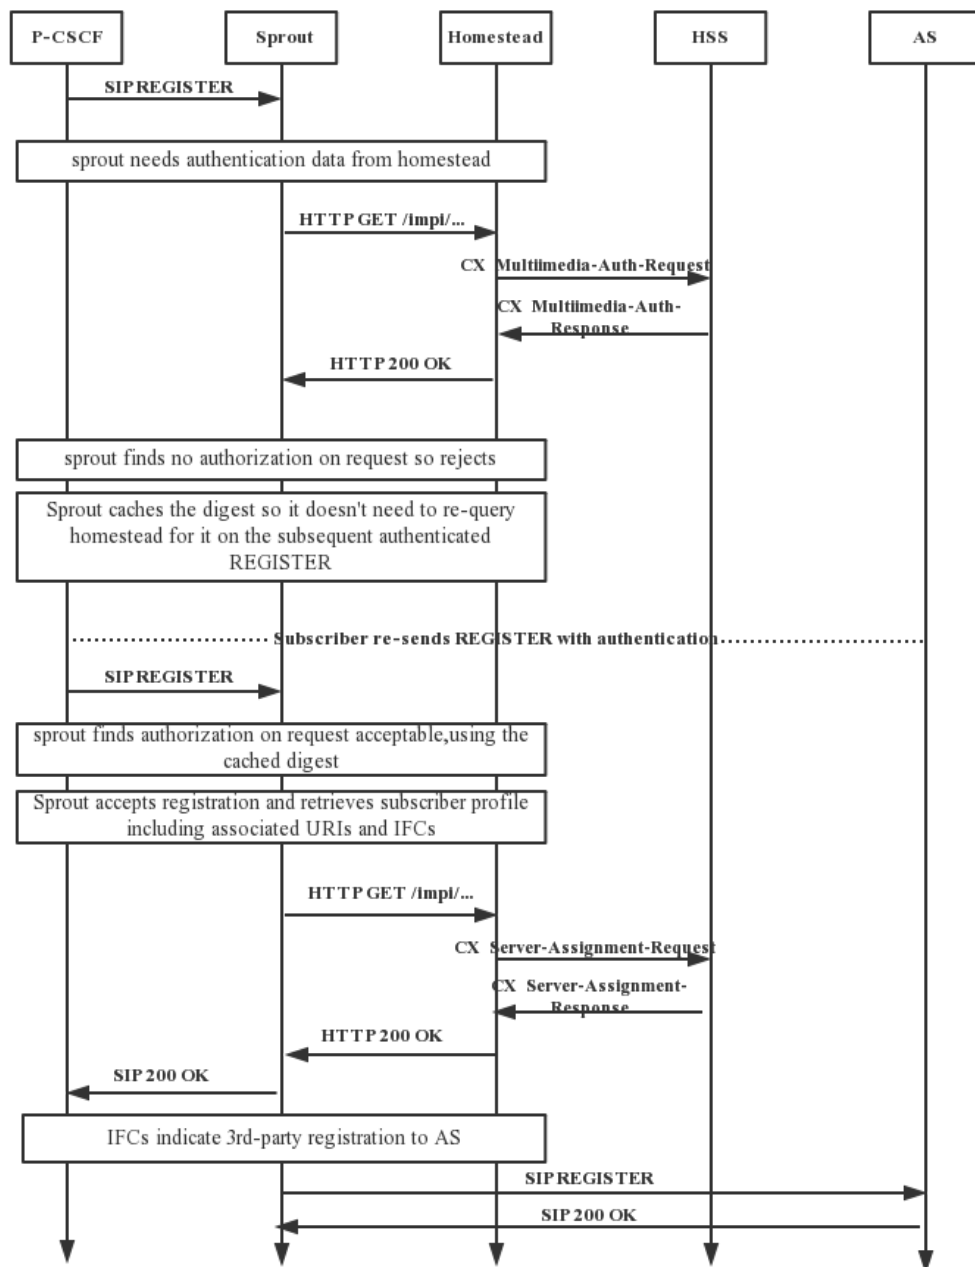 P-CSCF
Sprout
Homestead
HSS
AS
SIP REGISTER
sprout needs authentication data from homestead
HTTP GET /impi/...
CX Multiimedia-Auth-Request
CX Multiimedia-Auth-
Response
HTTP 200 OK
sprout finds no authorization on request so rejects
Sprout caches the digest so it doesn't need to re-query
homestead for it on the subsequent authenticated
REGISTER
Subscriber re-sends REGISTER with authentication
SIP REGISTER
sprout finds authorization on request acceptable,using the
cached digest
Sprout accepts registration and retrieves subscriber profile
including associated URIs and IFCs
HTTP GET /impi/...
CX Server-Assignment-Request
CX Server-Assignment-
Response
HTTP 200 OK
SIP 200 OK
IFCs indicate 3rd-party registration to AS
SIP REGISTER
SIP 200 OK